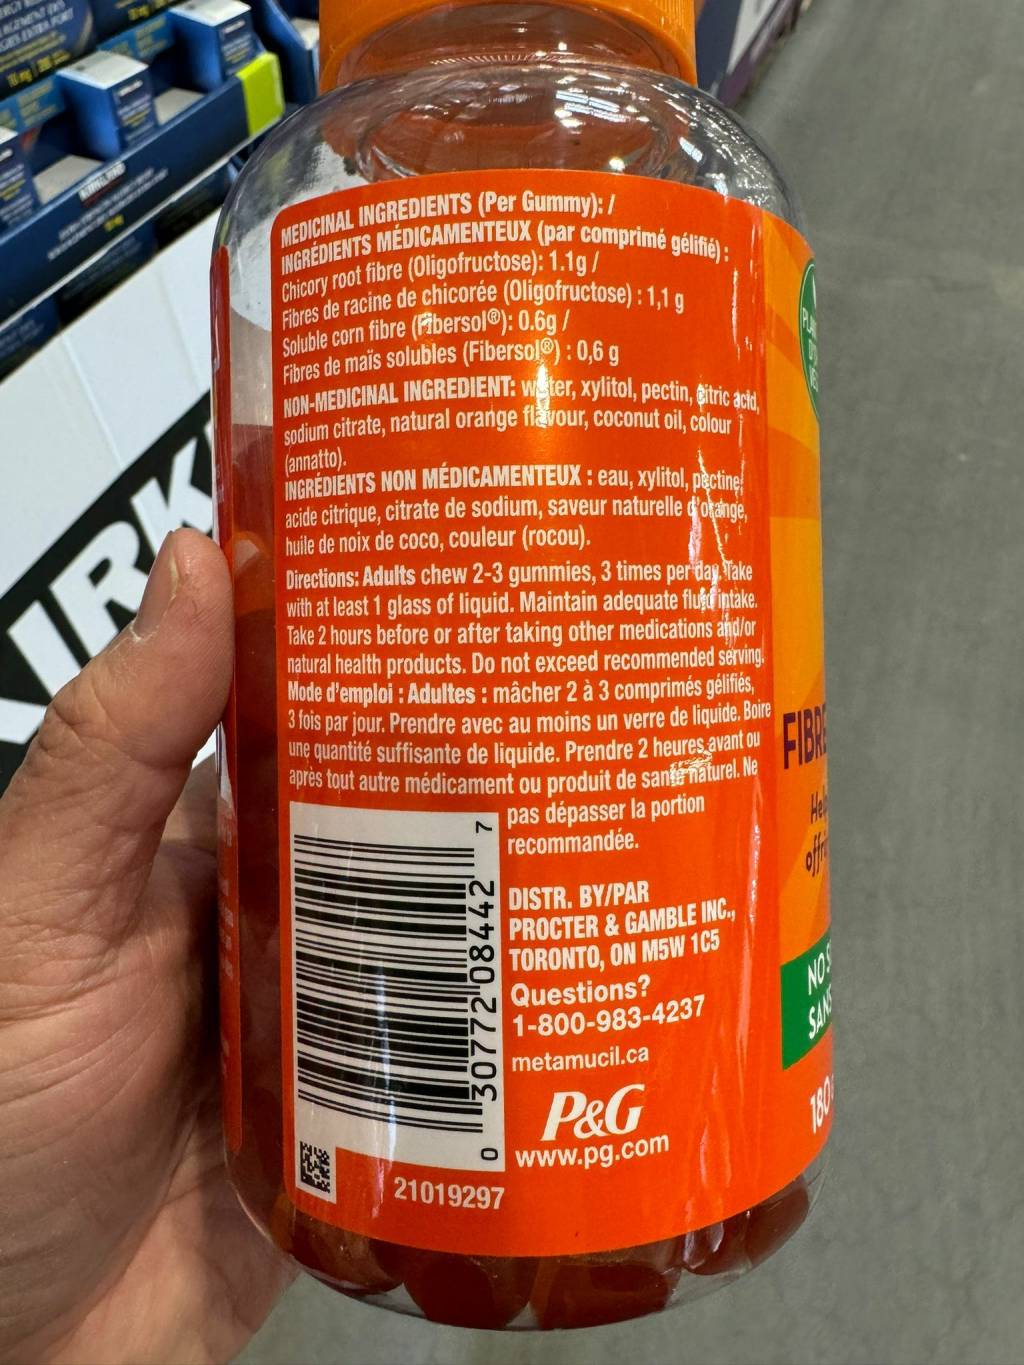 MEDICINAL INGREDIENTS (Per Gummy): /
INGRÉDIENTS MÉDICAMENTEUX (par comprimé gélifié) :
Chicory root fibre (Oligofructose): 1.1g /
Fibres de racine de chicorée (Oligofructose) : 1,1 g
Soluble corn fibre (Fibersol®): 0.6g /
Fibres de maïs solubles (Fibersol®) : 0,6 g
NON-MEDICINAL INGREDIENT: water, xylitol, pectin, citric acid,
sodium citrate, natural orange flavour, coconut oil, colour
(annatto).
INGRÉDIENTS NON MÉDICAMENTEUX : eau, xylitol, pectine,
acide citrique, citrate de sodium, saveur naturelle d'orange,
huile de noix de coco, couleur (rocou).
Directions: Adults chew 2-3 gummies, 3 times per day. Take
with at least 1 glass of liquid. Maintain adequate fluid intake.
Take 2 hours before or after taking other medications and/or
natural health products. Do not exceed recommended serving.
Mode d'emploi : Adultes : mâcher 2 à 3 comprimés gélifiés,
3 fois par jour. Prendre avec au moins un verre de liquide. Boire
une quantité suffisante de liquide. Prendre 2 heures avant ou
après tout autre médicament ou produit de santé naturel. Ne
pas dépasser la portion
recommandée.
DISTR. BY/PAR
PROCTER & GAMBLE INC.,
TORONTO, ON M5W 1C5
Questions?
1-800-983-4237
metamucil.ca
P&G
www.pg.com
0 30772 08442 7
21019297
FIBRE
NO
180
KIRK